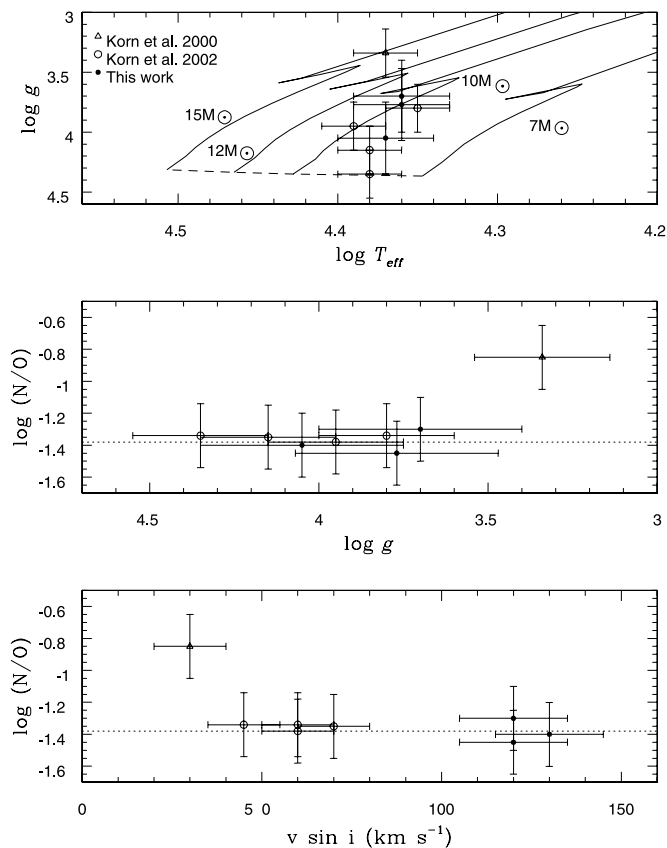 3
3.5
4
4.5
log g
Korn et al. 2000
Korn et al. 2002
This work
15M☉
12M☉
10M☉
7M☉
4.5
4.4
4.3
4.2
log T_eff
-0.6
-0.8
-1
-1.2
-1.4
-1.6
log (N/O)
4.5
4
3.5
3
log g
-0.6
-0.8
-1
-1.2
-1.4
-1.6
log (N/O)
0
5 0
100
150
v sin i (km s⁻¹)